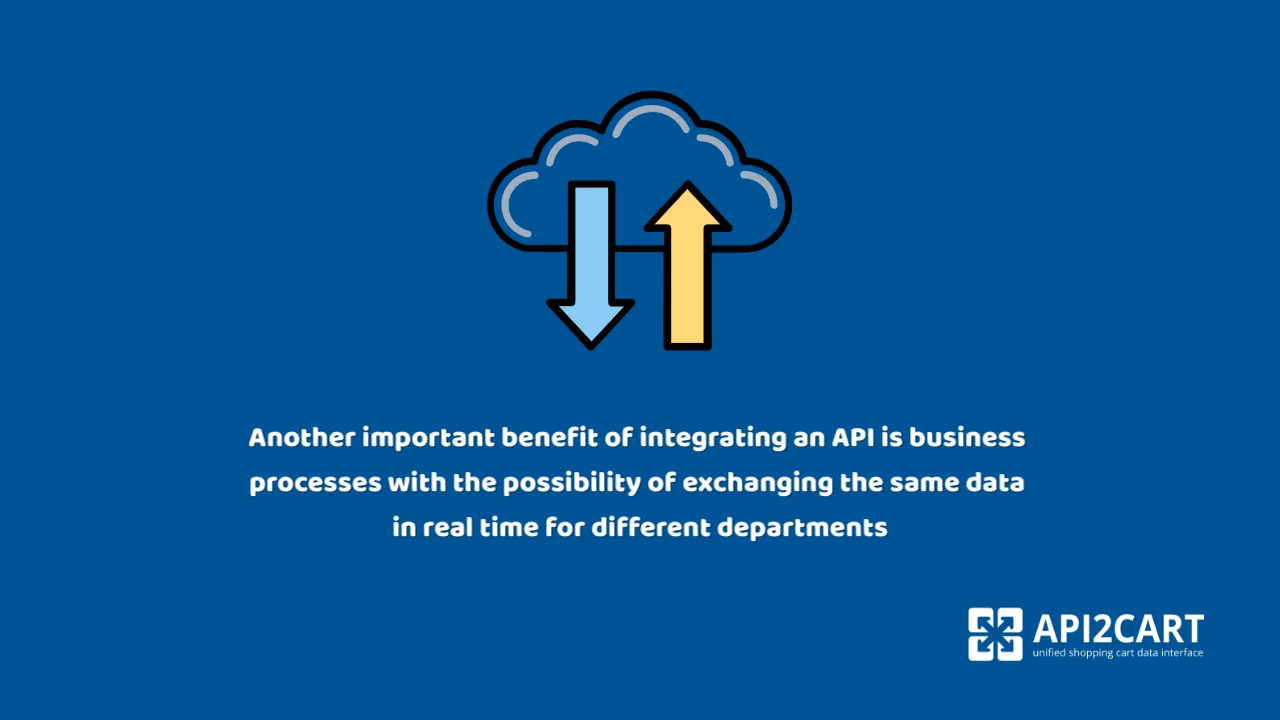 Another important benefit of integrating an API is business
processes with the possibility of exchanging the same data
in real time for different departments
API2CART
unified shopping cart data interface